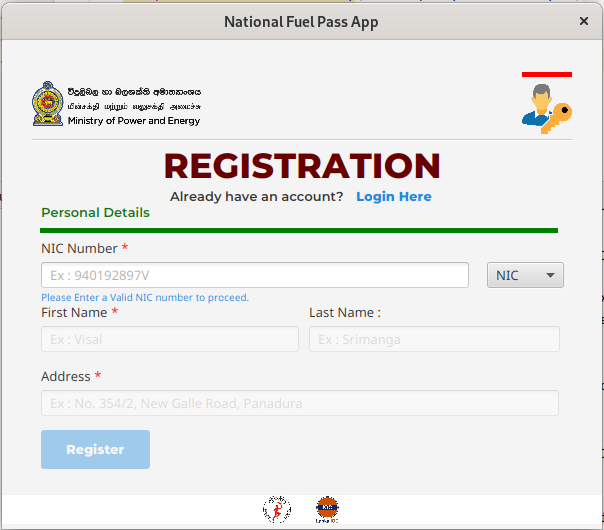 National Fuel Pass App
විදුලිබල හා බලශක්ති අමාත්‍යාංශය
மின்சக்தி மற்றும் வலுசக்தி அமைச்சு
Ministry of Power and Energy
REGISTRATION
Already have an account? Login Here
Personal Details
NIC Number *
Ex : 940192897V NIC
Please Enter a Valid NIC number to proceed.
First Name * Last Name :
Ex : Visal Ex : Srimanga
Address *
Ex : No. 354/2, New Galle Road, Panadura
Register
Lanka IOC